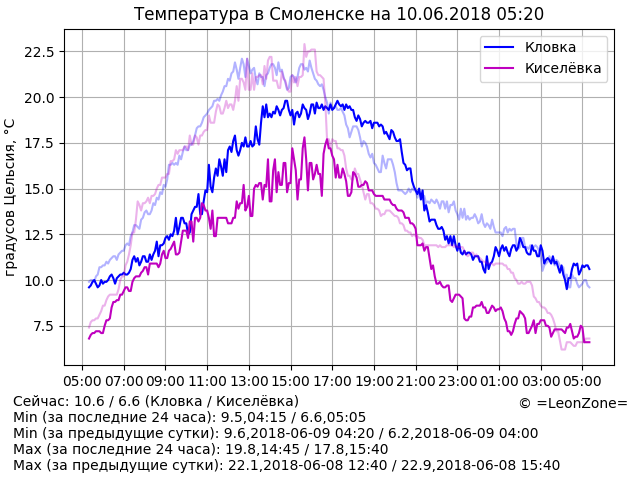 Температура в Смоленске на 10.06.2018 05:20
Кловка
Киселёвка
градусов Цельсия, °C
22.5
20.0
17.5
15.0
12.5
10.0
7.5
05:00 07:00 09:00 11:00 13:00 15:00 17:00 19:00 21:00 23:00 01:00 03:00 05:00
Сейчас: 10.6 / 6.6 (Кловка / Киселёвка)
© =LeonZone=
Min (за последние 24 часа): 9.5,04:15 / 6.6,05:05
Min (за предыдущие сутки): 9.6,2018-06-09 04:20 / 6.2,2018-06-09 04:00
Max (за последние 24 часа): 19.8,14:45 / 17.8,15:40
Max (за предыдущие сутки): 22.1,2018-06-08 12:40 / 22.9,2018-06-08 15:40